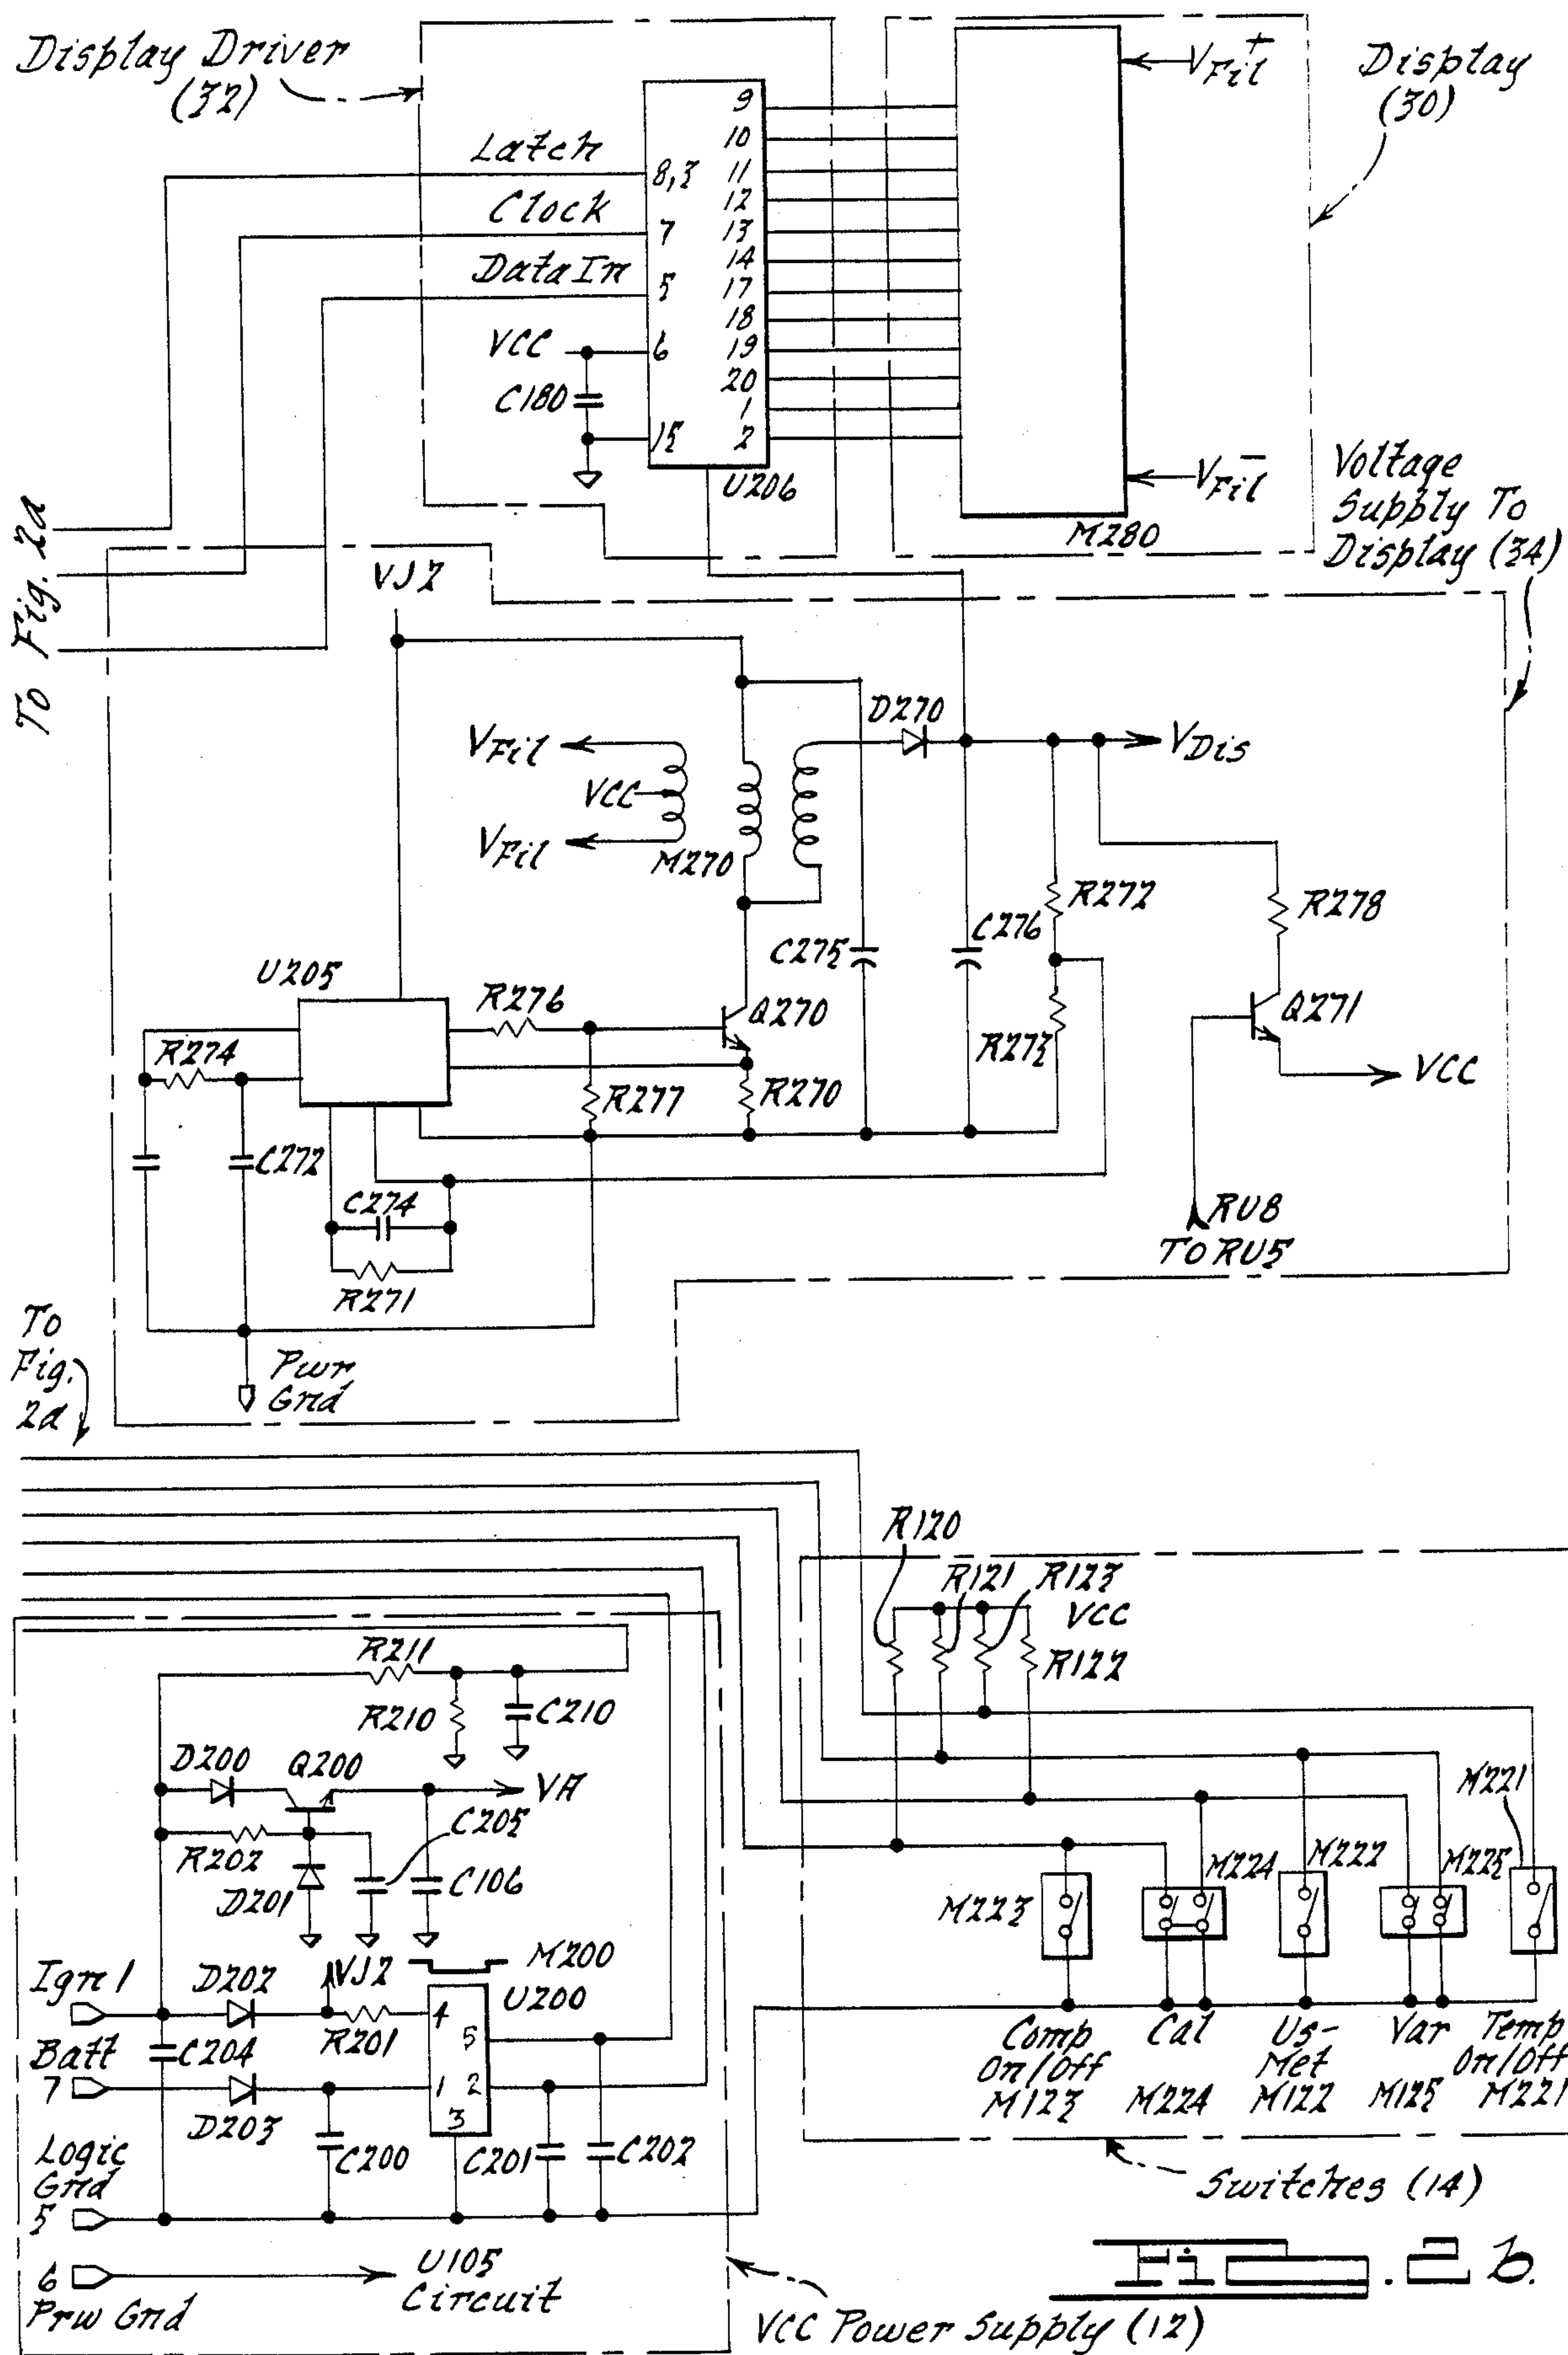 Display Driver
(32)
Display
(30)
Latch
Clock
Data In
VCC
C180
8,3
7
5
6
15
9
10
11
12
13
14
17
18
19
20
1
2
U206
VFil+
VFil-
M280
Voltage
Supply To
Display (34)
To Fig. 2a
VJ2
VFil
VCC
VFil
M270
D270
VDis
R272
R278
C275
C276
R273
Q271
VCC
U205
R276
Q270
R274
R277
R270
C272
C274
R271
RU8
TO RU5
Pwr
Gnd
To
Fig.
2a
R120
R121
R123
VCC
R122
R211
R210
C210
D200
Q200
VA
C205
R202
D201
C106
M200
Ign 1
D202
VJ2
U200
R201
4
5
Batt
7
C204
1
2
3
D203
C200
C201
C202
Logic
Gnd
5
6
Prw Gnd
U105
Circuit
VCC Power Supply (12)
M221
M223
M224
M222
M225
Comp
On/Off
M123
Cal
M224
Us-
Met
M122
Var
M125
Temp
On/Off
M221
Switches (14)
Fig. 2b.